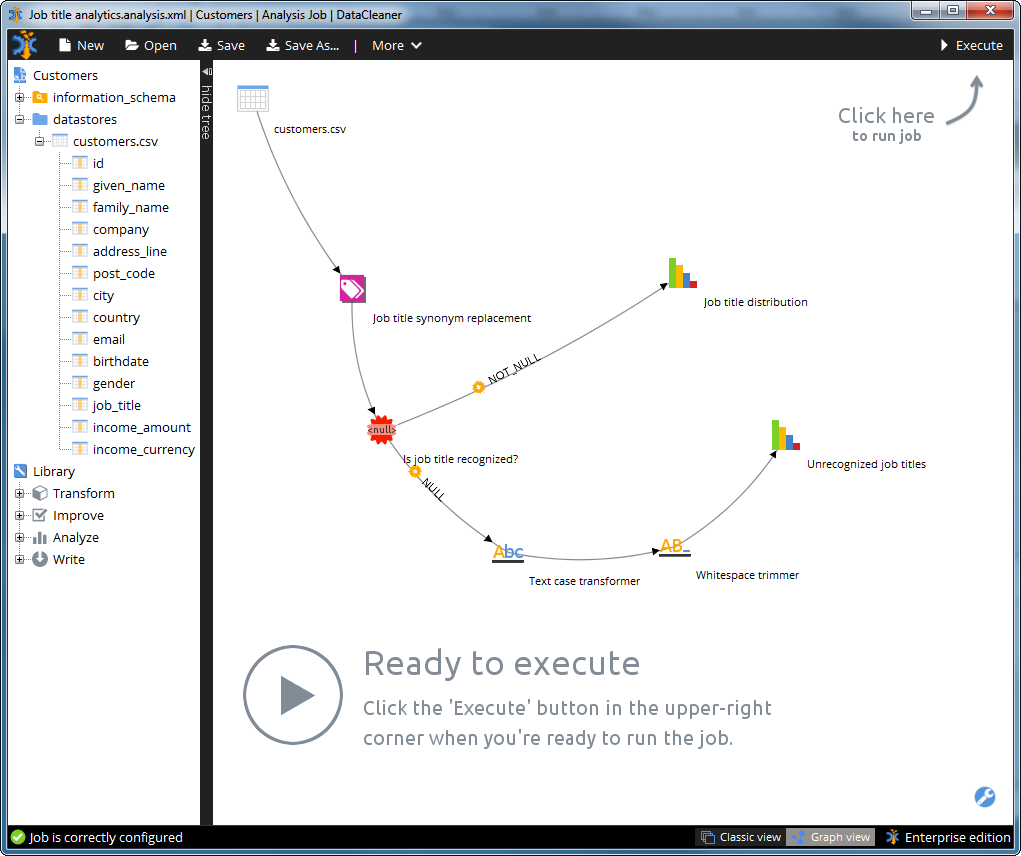 Job title analytics.analysis.xml | Customers | Analysis Job | DataCleaner
New Open Save Save As... | More Execute
Customers
information_schema
datastores
customers.csv
id
given_name
family_name
company
address_line
post_code
city
country
email
birthdate
gender
job_title
income_amount
income_currency
Library
Transform
Improve
Analyze
Write
hide tree
customers.csv
Click here
to run job
Job title synonym replacement
Job title distribution
NOT_NULL
<null>
Is job title recognized?
NULL
Unrecognized job titles
Abc
Text case transformer
AB_
Whitespace trimmer
Ready to execute
Click the 'Execute' button in the upper-right
corner when you're ready to run the job.
Job is correctly configured
Classic view Graph view Enterprise edition